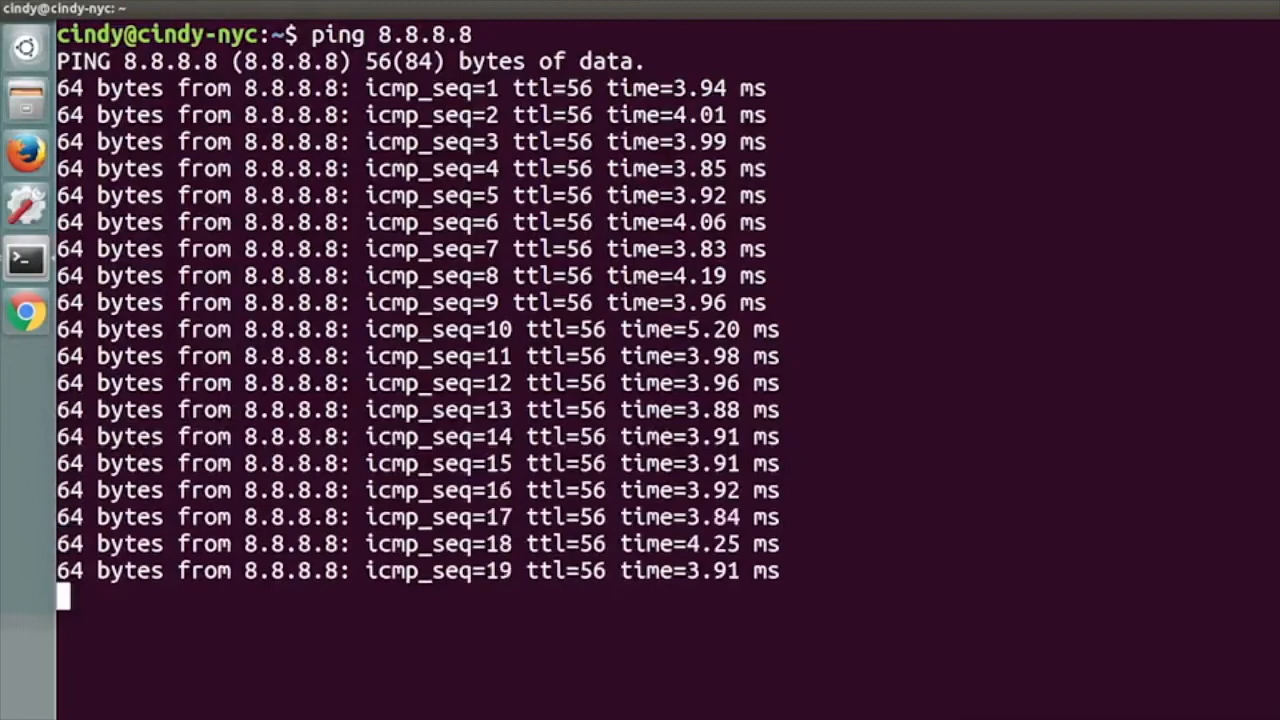 cindy@cindy-nyc: ~
cindy@cindy-nyc:~$ ping 8.8.8.8
PING 8.8.8.8 (8.8.8.8) 56(84) bytes of data.
64 bytes from 8.8.8.8: icmp_seq=1 ttl=56 time=3.94 ms
64 bytes from 8.8.8.8: icmp_seq=2 ttl=56 time=4.01 ms
64 bytes from 8.8.8.8: icmp_seq=3 ttl=56 time=3.99 ms
64 bytes from 8.8.8.8: icmp_seq=4 ttl=56 time=3.85 ms
64 bytes from 8.8.8.8: icmp_seq=5 ttl=56 time=3.92 ms
64 bytes from 8.8.8.8: icmp_seq=6 ttl=56 time=4.06 ms
64 bytes from 8.8.8.8: icmp_seq=7 ttl=56 time=3.83 ms
64 bytes from 8.8.8.8: icmp_seq=8 ttl=56 time=4.19 ms
64 bytes from 8.8.8.8: icmp_seq=9 ttl=56 time=3.96 ms
64 bytes from 8.8.8.8: icmp_seq=10 ttl=56 time=5.20 ms
64 bytes from 8.8.8.8: icmp_seq=11 ttl=56 time=3.98 ms
64 bytes from 8.8.8.8: icmp_seq=12 ttl=56 time=3.96 ms
64 bytes from 8.8.8.8: icmp_seq=13 ttl=56 time=3.88 ms
64 bytes from 8.8.8.8: icmp_seq=14 ttl=56 time=3.91 ms
64 bytes from 8.8.8.8: icmp_seq=15 ttl=56 time=3.91 ms
64 bytes from 8.8.8.8: icmp_seq=16 ttl=56 time=3.92 ms
64 bytes from 8.8.8.8: icmp_seq=17 ttl=56 time=3.84 ms
64 bytes from 8.8.8.8: icmp_seq=18 ttl=56 time=4.25 ms
64 bytes from 8.8.8.8: icmp_seq=19 ttl=56 time=3.91 ms